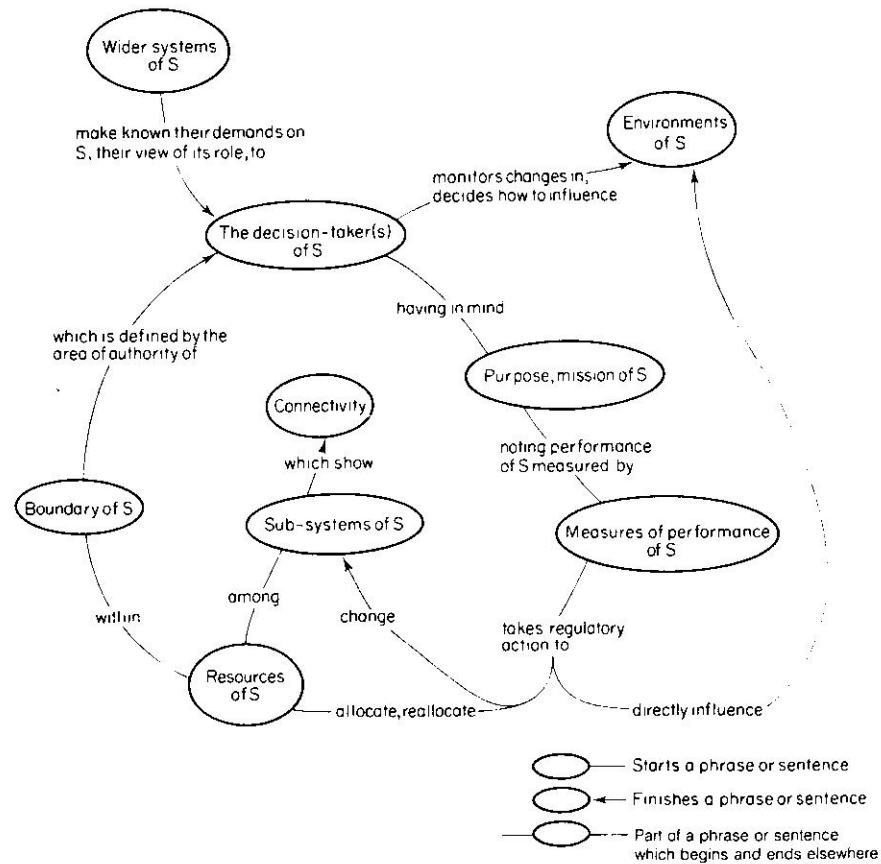 Wider systems
of S
make known their demands on
S, their view of its role, to
Environments
of S
monitors changes in,
decides how to influence
The decision-taker(s)
of S
having in mind
which is defined by the
area of authority of
Purpose, mission of S
Connectivity
noting performance
of S measured by
which show
Boundary of S
Sub-systems of S
Measures of performance
of S
among
within
change
takes regulatory
action to
Resources
of S
allocate, reallocate
directly influence
Starts a phrase or sentence
Finishes a phrase or sentence
Part of a phrase or sentence
which begins and ends elsewhere